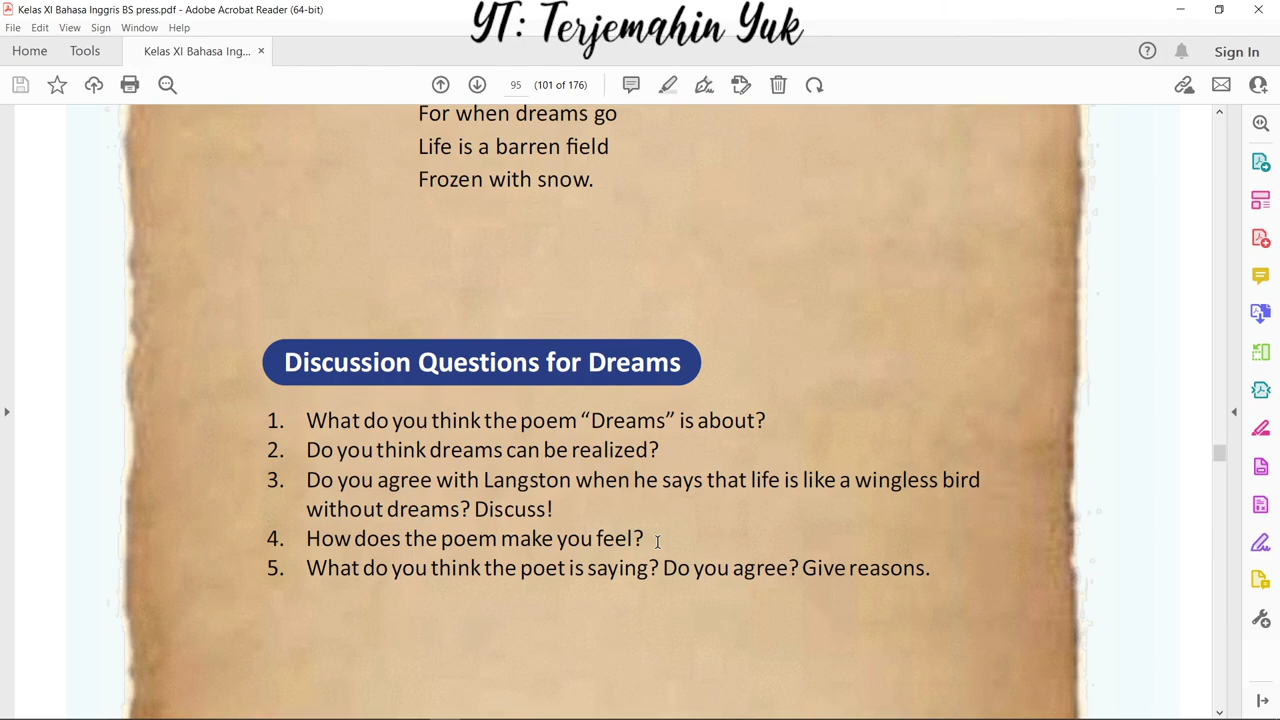 Kelas XI Bahasa Inggris BS press.pdf - Adobe Acrobat Reader (64-bit)
YT: Terjemahin Yuk
File Edit View Sign Window Help
Home Tools Kelas XI Bahasa Ing... × Sign In
95 (101 of 176)
For when dreams go
Life is a barren field
Frozen with snow.
Discussion Questions for Dreams
1. What do you think the poem “Dreams” is about?
2. Do you think dreams can be realized?
3. Do you agree with Langston when he says that life is like a wingless bird
without dreams? Discuss!
4. How does the poem make you feel?
5. What do you think the poet is saying? Do you agree? Give reasons.